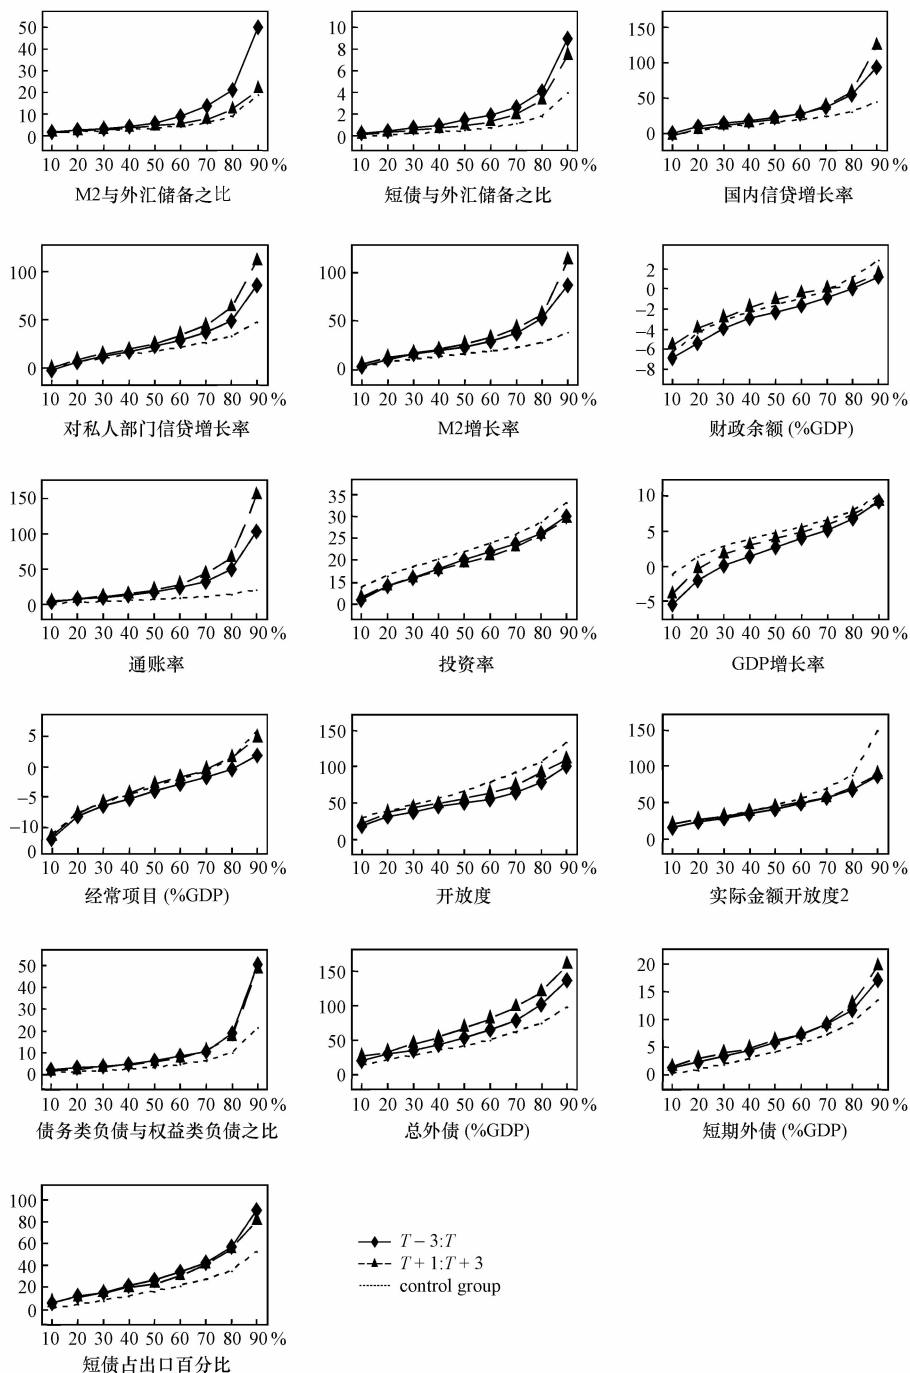 50
40
30
20
10
0
10 20 30 40 50 60 70 80 90 %
M2与外汇储备之比
10
8
6
4
2
0
10 20 30 40 50 60 70 80 90 %
短债与外汇储备之比
150
100
50
0
10 20 30 40 50 60 70 80 90 %
国内信贷增长率
100
50
0
10 20 30 40 50 60 70 80 90 %
对私人部门信贷增长率
100
50
0
10 20 30 40 50 60 70 80 90 %
M2增长率
2
0
−2
−4
−6
−8
10 20 30 40 50 60 70 80 90 %
财政余额 (%GDP)
150
100
50
0
10 20 30 40 50 60 70 80 90 %
通账率
35
30
25
20
15
0
10 20 30 40 50 60 70 80 90 %
投资率
10
5
0
−5
10 20 30 40 50 60 70 80 90 %
GDP增长率
5
0
−5
−10
0
10 20 30 40 50 60 70 80 90 %
经常项目 (%GDP)
150
100
50
0
10 20 30 40 50 60 70 80 90 %
开放度
150
100
50
0
10 20 30 40 50 60 70 80 90 %
实际金额开放度2
50
40
30
20
10
0
10 20 30 40 50 60 70 80 90 %
债务类负债与权益类负债之比
150
100
50
0
10 20 30 40 50 60 70 80 90 %
总外债 (%GDP)
20
15
10
5
0
10 20 30 40 50 60 70 80 90 %
短期外债 (%GDP)
100
80
60
40
20
0
10 20 30 40 50 60 70 80 90 %
短债占出口百分比
T − 3:T
T + 1:T + 3
control group